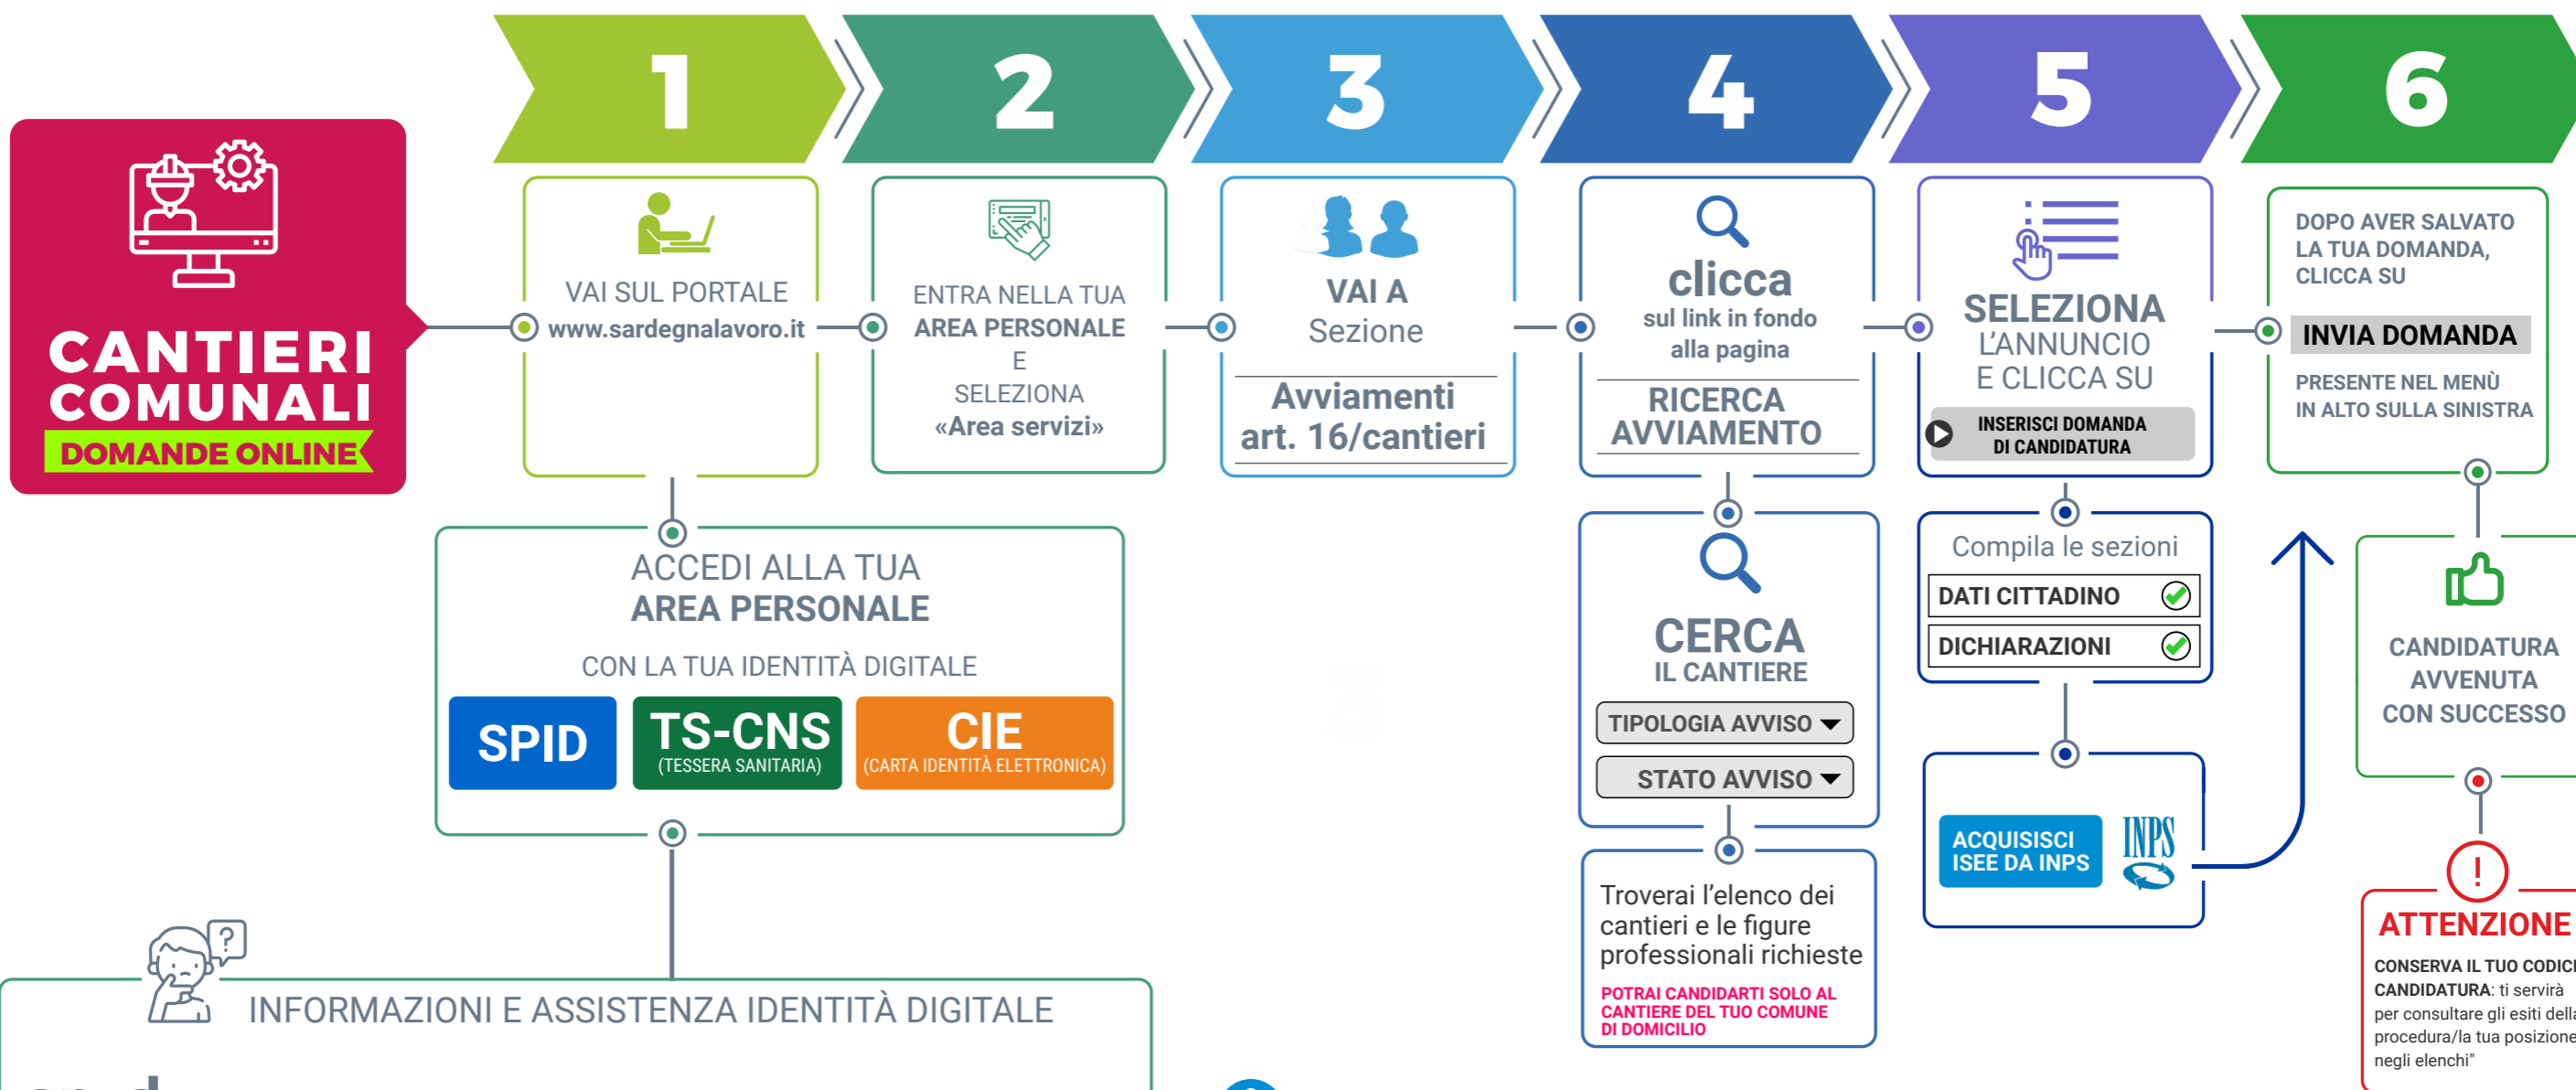 CANTIERI
COMUNALI
DOMANDE ONLINE
1
VAI SUL PORTALE
www.sardegnalavoro.it
ACCEDI ALLA TUA
AREA PERSONALE
CON LA TUA IDENTITÀ DIGITALE
SPID
TS-CNS
(TESSERA SANITARIA)
CIE
(CARTA IDENTITÀ ELETTRONICA)
?
INFORMAZIONI E ASSISTENZA IDENTITÀ DIGITALE
2
ENTRA NELLA TUA
AREA PERSONALE
E
SELEZIONA
«Area servizi»
3
VAI A
Sezione
Avviamenti
art. 16/cantieri
4
clicca
sul link in fondo
alla pagina
RICERCA
AVVIAMENTO
CERCA
IL CANTIERE
TIPOLOGIA AVVISO
STATO AVVISO
Troverai l'elenco dei
cantieri e le figure
professionali richieste
POTRAI CANDIDARTI SOLO AL
CANTIERE DEL TUO COMUNE
DI DOMICILIO
5
SELEZIONA
L'ANNUNCIO
E CLICCA SU
INSERISCI DOMANDA
DI CANDIDATURA
Compila le sezioni
DATI CITTADINO
DICHIARAZIONI
ACQUISISCI
ISEE DA INPS
INPS
6
DOPO AVER SALVATO
LA TUA DOMANDA,
CLICCA SU
INVIA DOMANDA
PRESENTE NEL MENÙ
IN ALTO SULLA SINISTRA
CANDIDATURA
AVVENUTA
CON SUCCESSO
!
ATTENZIONE
CONSERVA IL TUO CODIC
CANDIDATURA: ti servirà
per consultare gli esiti della
procedura/la tua posizione
negli elenchi"